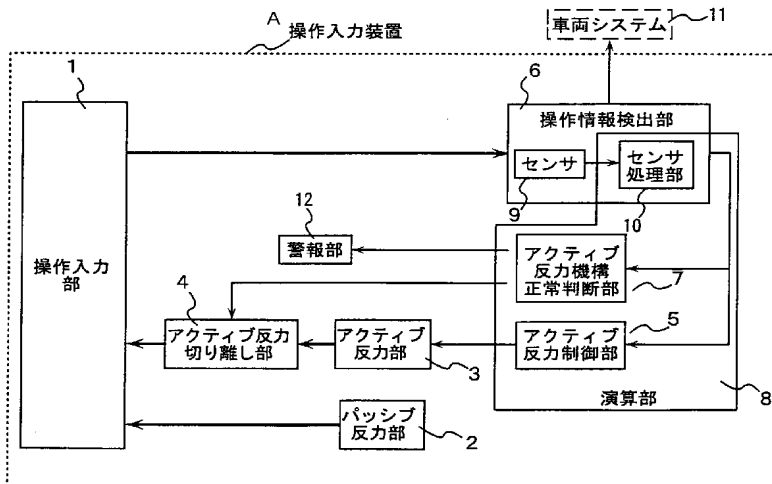 車両システム
11
A
操作入力装置
1
6
操作情報検出部
センサ
センサ
処理部
9
10
12
警報部
アクティブ
反力機構
正常判断部
7
操作入力
部
4
アクティブ反力
切り離し部
アクティブ
反力部
3
5
アクティブ
反力制御部
演算部
8
パッシブ
反力部
2